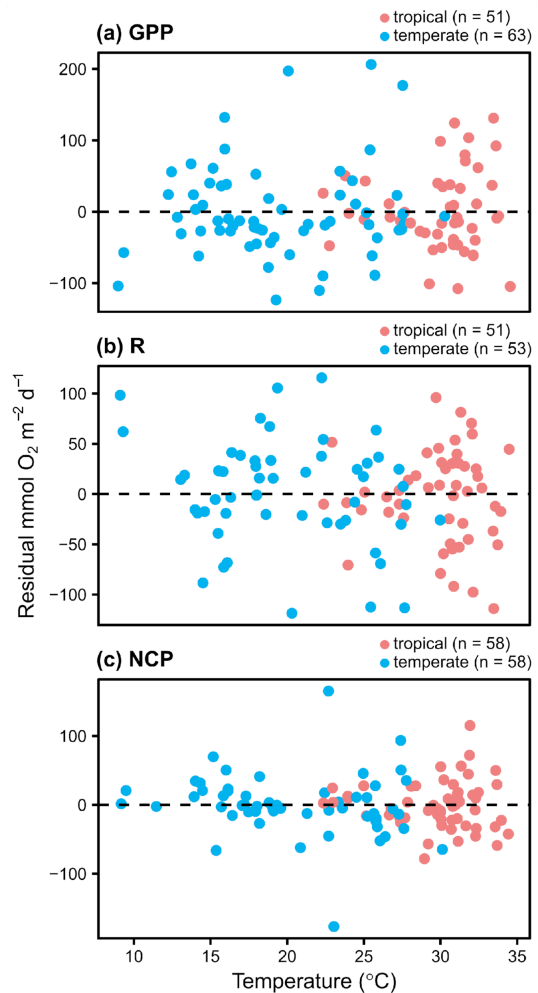 tropical (n = 51)
(a) GPP
temperate (n = 63)
200
100
0
−100
tropical (n = 51)
(b) R
temperate (n = 53)
100
50
0
−50
−100
Residual mmol O₂ m⁻² d⁻¹
tropical (n = 58)
(c) NCP
temperate (n = 58)
100
0
−100
10 15 20 25 30 35
Temperature (°C)